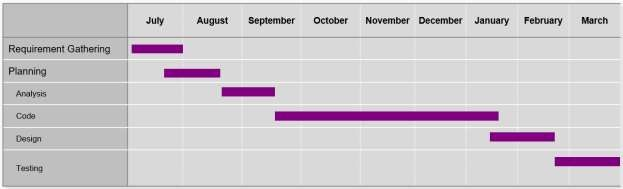 July August September October November December January February March
Requirement Gathering
Planning
Analysis
Code
Design
Testing